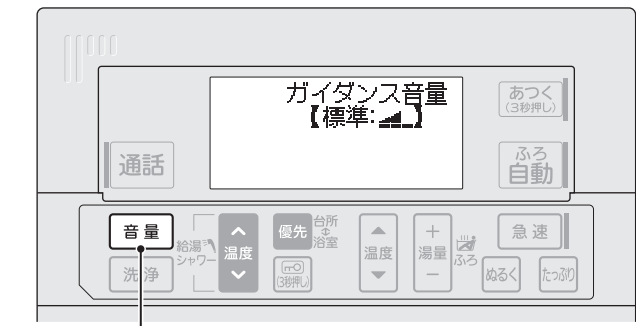 ガイダンス音量
【標準: 】
あつく
(3秒押し)
通話
ふろ
自動
音量
給湯
シャワー
温度
優先
台所
浴室
温度
湯量
ふろ
急速
洗浄
(3秒押し)
ぬるく
たっぷり